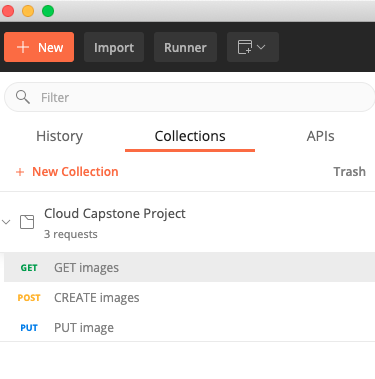 + New Import Runner
Filter
History Collections APIs
+ New Collection Trash
Cloud Capstone Project
3 requests
GET GET images
POST CREATE images
PUT PUT image